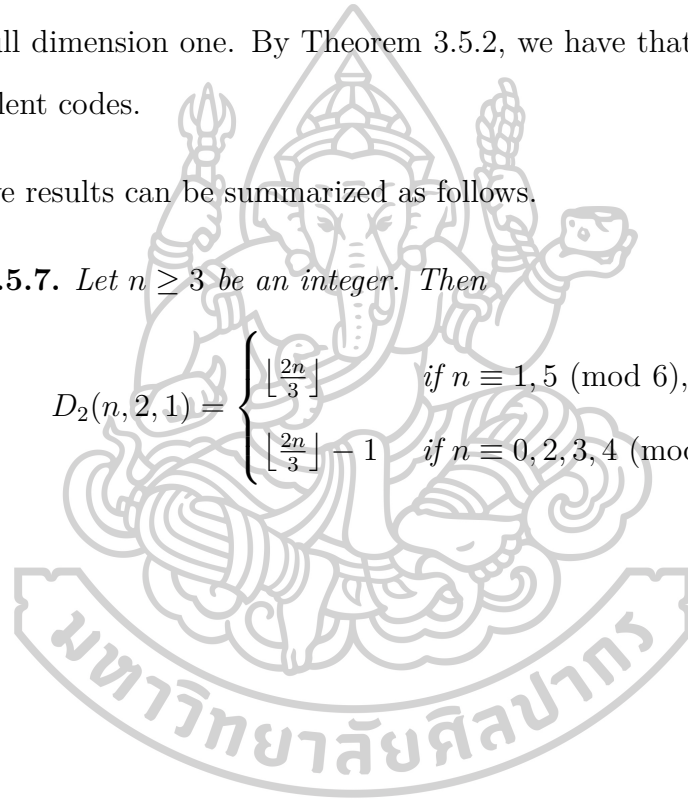 ll dimension one. By Theorem 3.5.2, we have that
lent codes.
e results can be summarized as follows.
.5.7. Let n ≥ 3 be an integer. Then
D₂(n, 2, 1) = { ⌊2n/3⌋ if n ≡ 1, 5 (mod 6),
⌊2n/3⌋ − 1 if n ≡ 0, 2, 3, 4 (mod
มหาวิทยาลัยศิลปากร